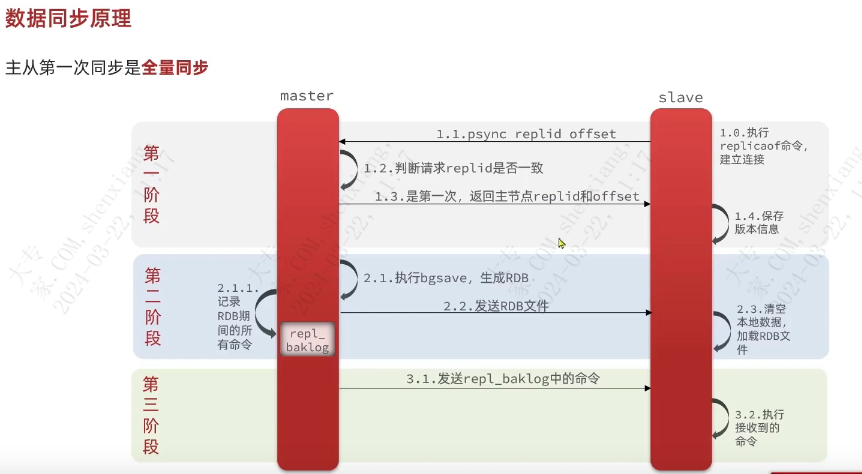 数据同步原理
主从第一次同步是全量同步
master
slave
第一阶段
1.0.执行
replicaof命令，
建立连接
1.1.psync replid offset
1.2.判断请求replid是否一致
1.3.是第一次，返回主节点replid和offset
1.4.保存
版本信息
第二阶段
2.1.执行bgsave，生成RDB
2.1.1.
记录
RDB期
间的所
有命令
repl_
baklog
2.2.发送RDB文件
2.3.清空
本地数据，
加载RDB文
件
第三阶段
3.1.发送repl_baklog中的命令
3.2.执行
接收到的
命令